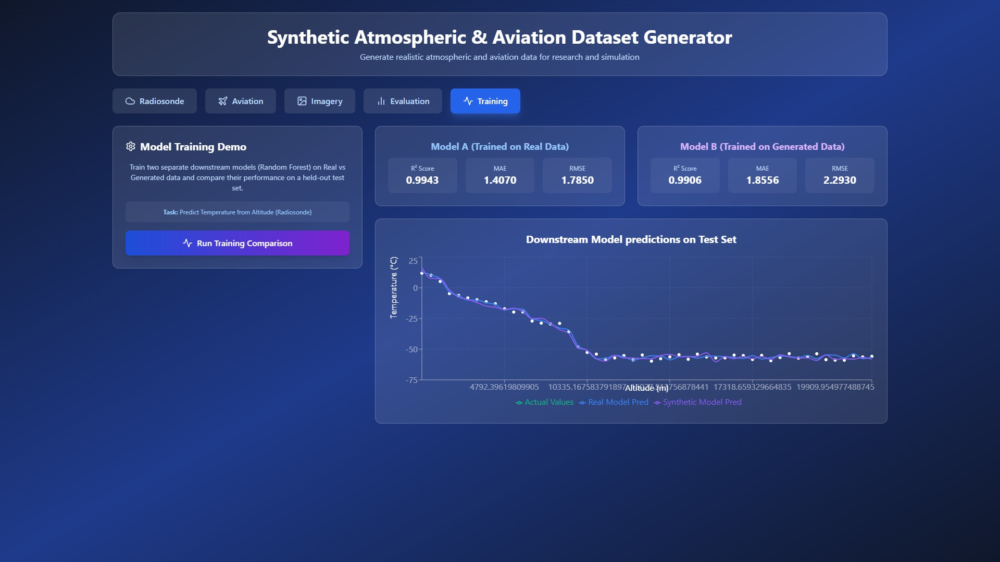 Synthetic Atmospheric & Aviation Dataset Generator
Generate realistic atmospheric and aviation data for research and simulation
Radiosonde
Aviation
Imagery
Evaluation
Training
Model Training Demo
Train two separate downstream models (Random Forest) on Real vs
Generated data and compare their performance on a held-out test
set.
Task: Predict Temperature from Altitude (Radiosonde)
Run Training Comparison
Model A (Trained on Real Data)
R² Score
0.9943
MAE
1.4070
RMSE
1.7850
Model B (Trained on Generated Data)
R² Score
0.9906
MAE
1.8556
RMSE
2.2930
Downstream Model predictions on Test Set
Temperature (°C)
25
0
-25
-50
-75
4792.39619809905
10335.167583791897
17318.659329664835
19909.954977488745
Altitude (m)
Actual Values
Real Model Pred
Synthetic Model Pred